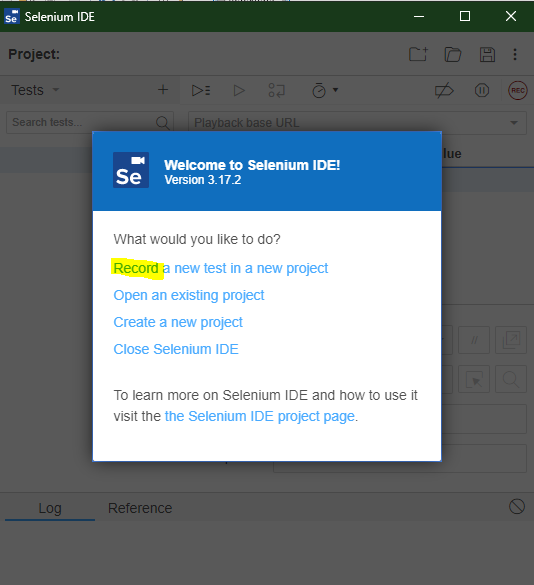 Selenium IDE
Project:
Tests
REC
Search tests...
Playback base URL
lue
Se
Welcome to Selenium IDE!
Version 3.17.2
What would you like to do?
Record a new test in a new project
Open an existing project
Create a new project
Close Selenium IDE
//
To learn more on Selenium IDE and how to use it
visit the the Selenium IDE project page.
Log
Reference